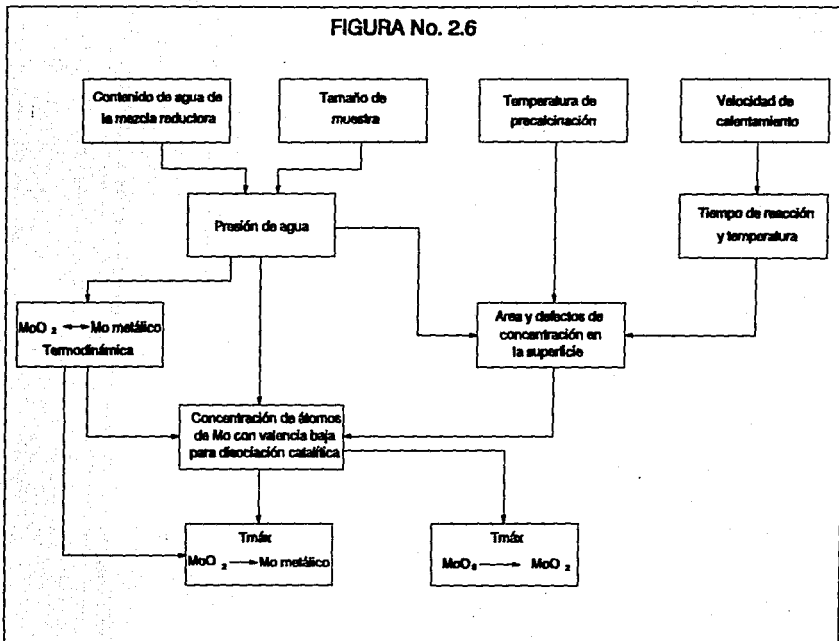 FIGURA No. 2.6
Contenido de agua de
la mezcla reductora
Tamaño de
muestra
Temperatura de
precalcinación
Velocidad de
calentamiento
Presión de agua
Tiempo de reacción
y temperatura
MoO₂ ↔ Mo metálico
Termodinámica
Area y defectos de
concentración en
la superficie
Concentración de átomos
de Mo con valencia baja
para disociación catalítica
Tmáx
MoO₂ → Mo metálico
Tmáx
MoO₃ → MoO₂